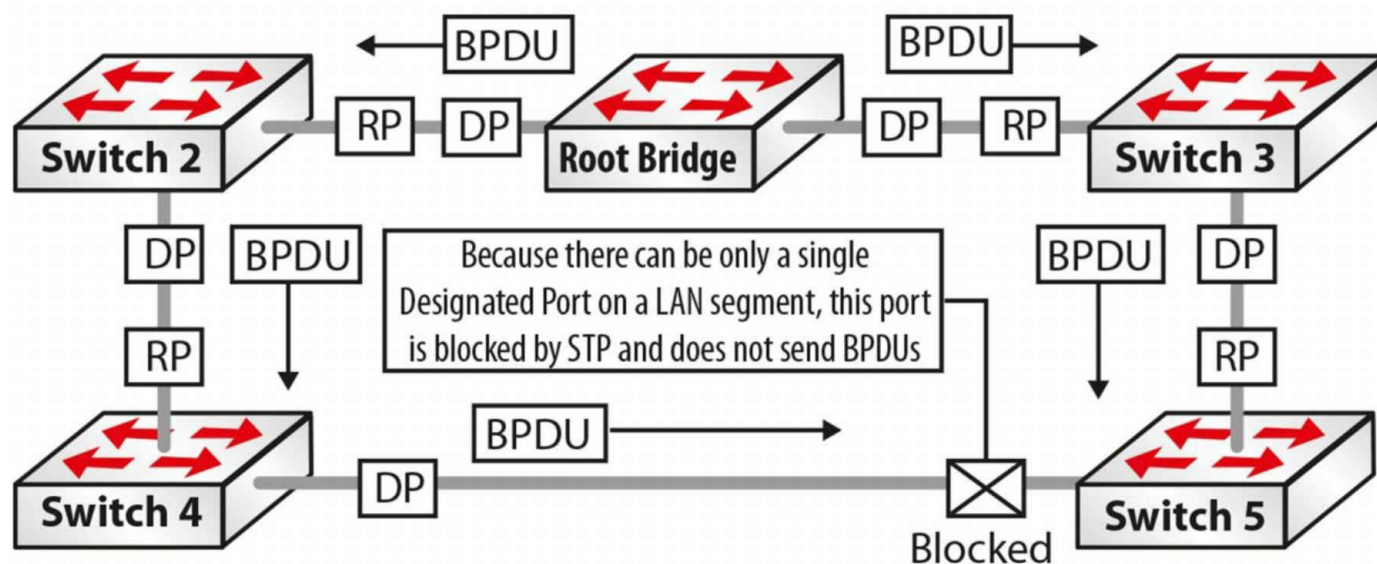 BPDU
BPDU
RP
DP
DP
RP
Switch 2
Root Bridge
Switch 3
DP
BPDU
Because there can be only a single
Designated Port on a LAN segment, this port
is blocked by STP and does not send BPDUs
BPDU
DP
RP
RP
BPDU
DP
Switch 4
Switch 5
Blocked